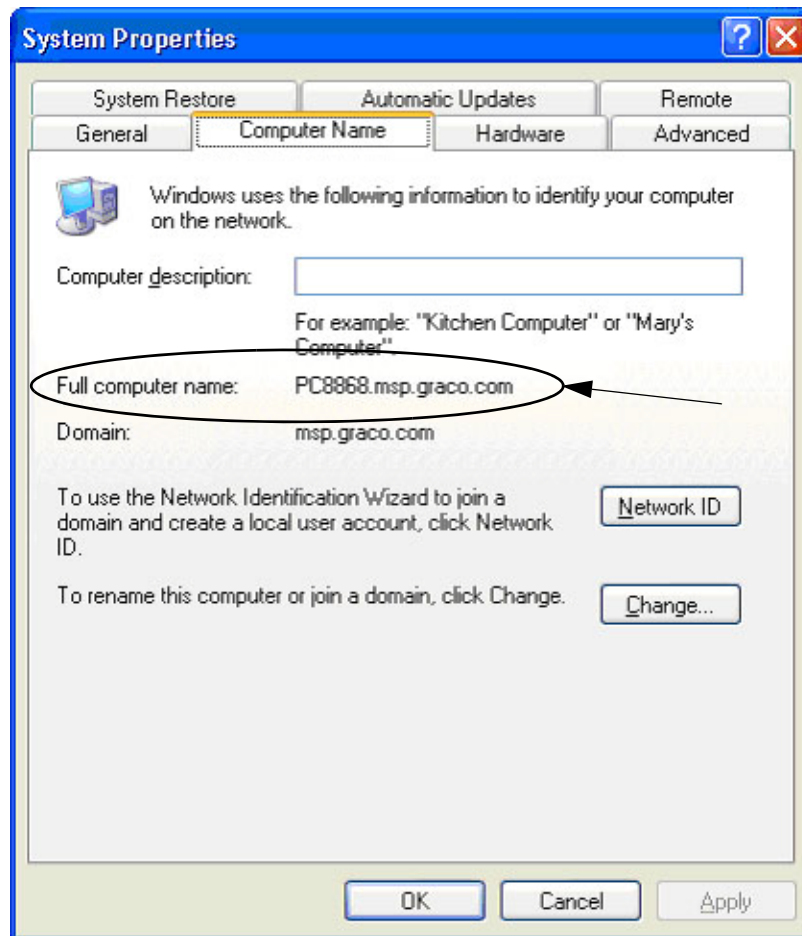 System Properties
System Restore Automatic Updates Remote
General Computer Name Hardware Advanced
Windows uses the following information to identify your computer
on the network.
Computer description:
For example: "Kitchen Computer" or "Mary's
Computer".
Full computer name: PC8868.msp.graco.com
Domain: msp.graco.com
To use the Network Identification Wizard to join a
domain and create a local user account, click Network
ID.
Network ID
To rename this computer or join a domain, click Change.
Change...
OK Cancel Apply